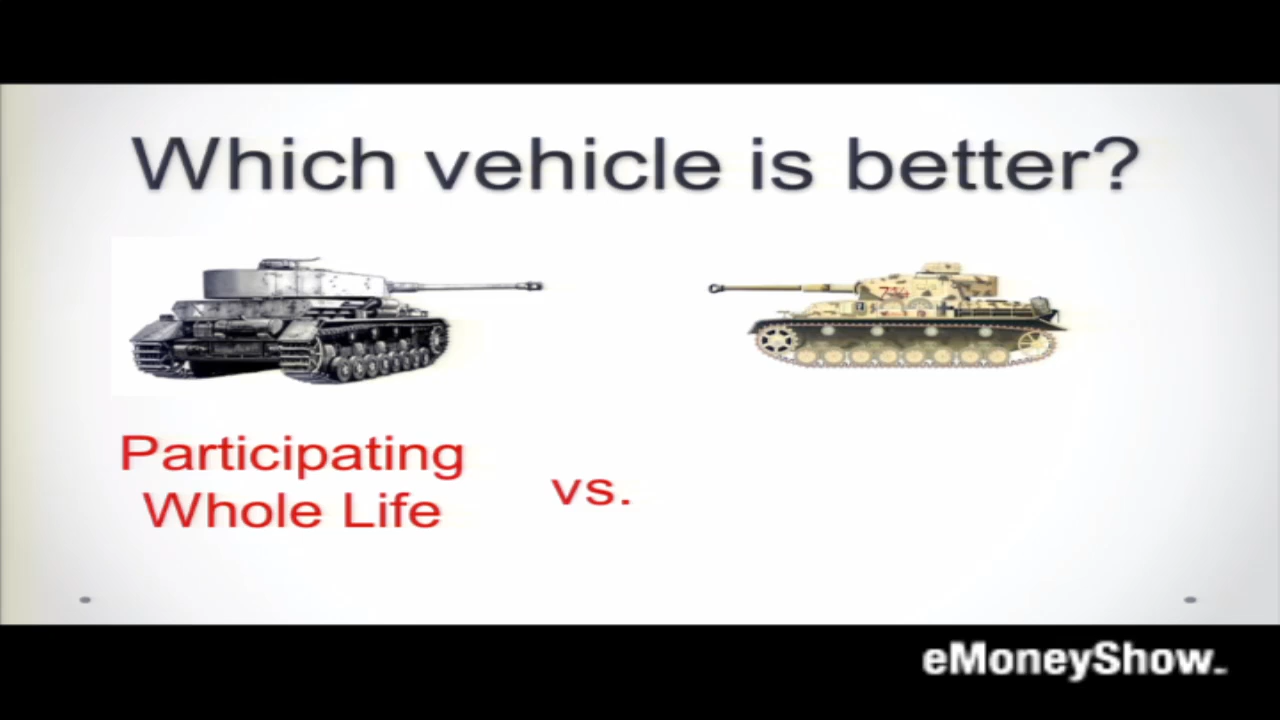 Which vehicle is better?
Participating
Whole Life
vs.
eMoneyShow